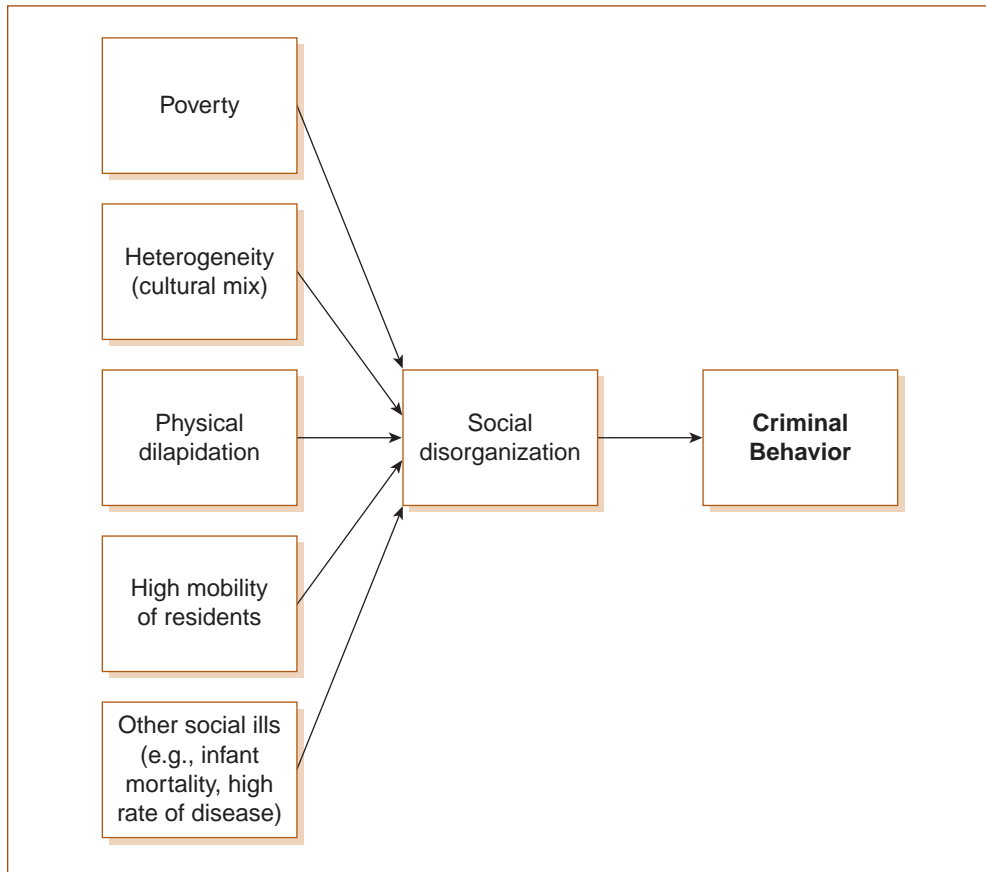 Poverty
Heterogeneity
(cultural mix)
Physical
dilapidation
High mobility
of residents
Other social ills
(e.g., infant
mortality, high
rate of disease)
Social
disorganization
Criminal
Behavior